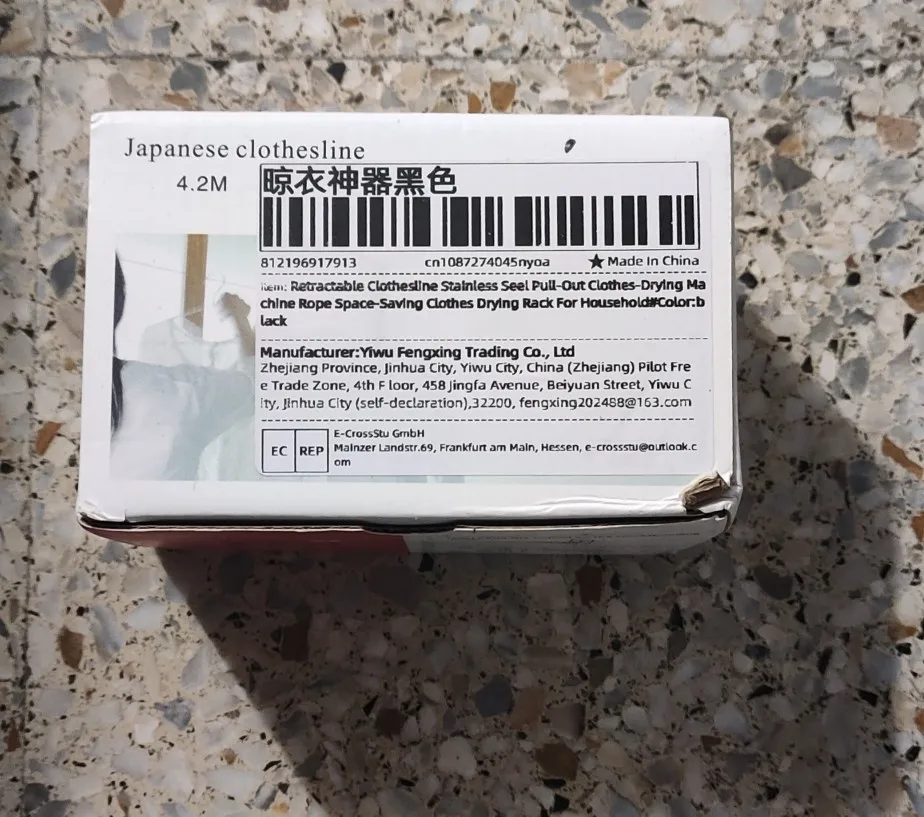 Japanese clothesline
4.2M
晾衣神器黑色
812196917913 cn1087274045nyoa ★ Made In China
Item: Retractable Clothesline Stainless Seel Pull-Out Clothes-Drying Ma
chine Rope Space-Saving Clothes Drying Rack For Household#Color:b
lack
Manufacturer:Yiwu Fengxing Trading Co., Ltd
Zhejiang Province, Jinhua City, Yiwu City, China (Zhejiang) Pilot Fre
e Trade Zone, 4th F loor, 458 Jingfa Avenue, Beiyuan Street, Yiwu C
ity, Jinhua City (self-declaration),32200, fengxing202488@163.com
EC REP
E-CrossStu GmbH
Mainzer Landstr.69, Frankfurt am Main, Hessen, e-crossstu@outlook.c
om